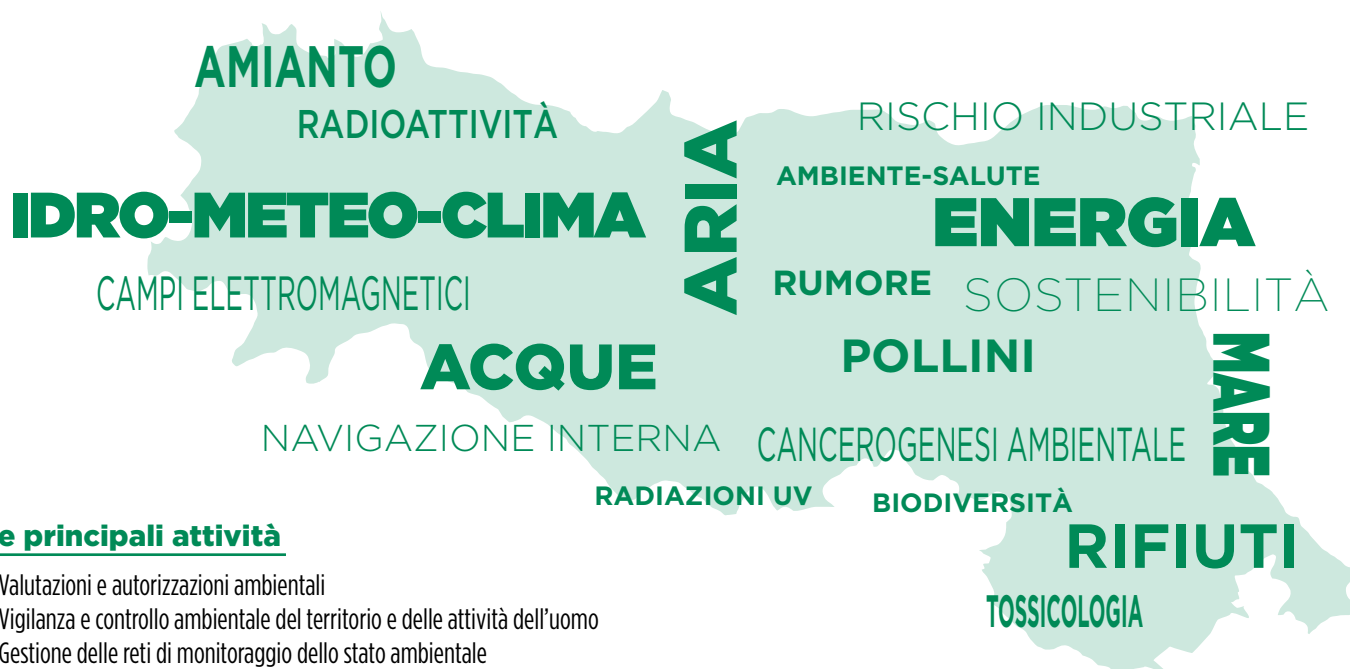 AMIANTO
RADIOATTIVITÀ
ARIA
RISCHIO INDUSTRIALE
AMBIENTE-SALUTE
IDRO-METEO-CLIMA
ENERGIA
CAMPI ELETTROMAGNETICI
RUMORE
SOSTENIBILITÀ
ACQUE
POLLINI
MARE
NAVIGAZIONE INTERNA
CANCEROGENESI AMBIENTALE
RADIAZIONI UV
BIODIVERSITÀ
RIFIUTI
TOSSICOLOGIA
e principali attività
Valutazioni e autorizzazioni ambientali
Vigilanza e controllo ambientale del territorio e delle attività dell'uomo
Gestione delle reti di monitoraggio dello stato ambientale